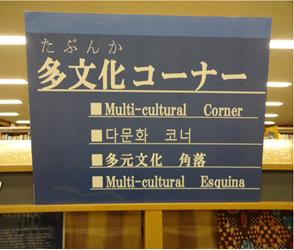 たぶんか
多文化コーナー
■Multi-cultural Corner
■다문화 코너
■多元文化 角落
■Multi-cultural Esquina